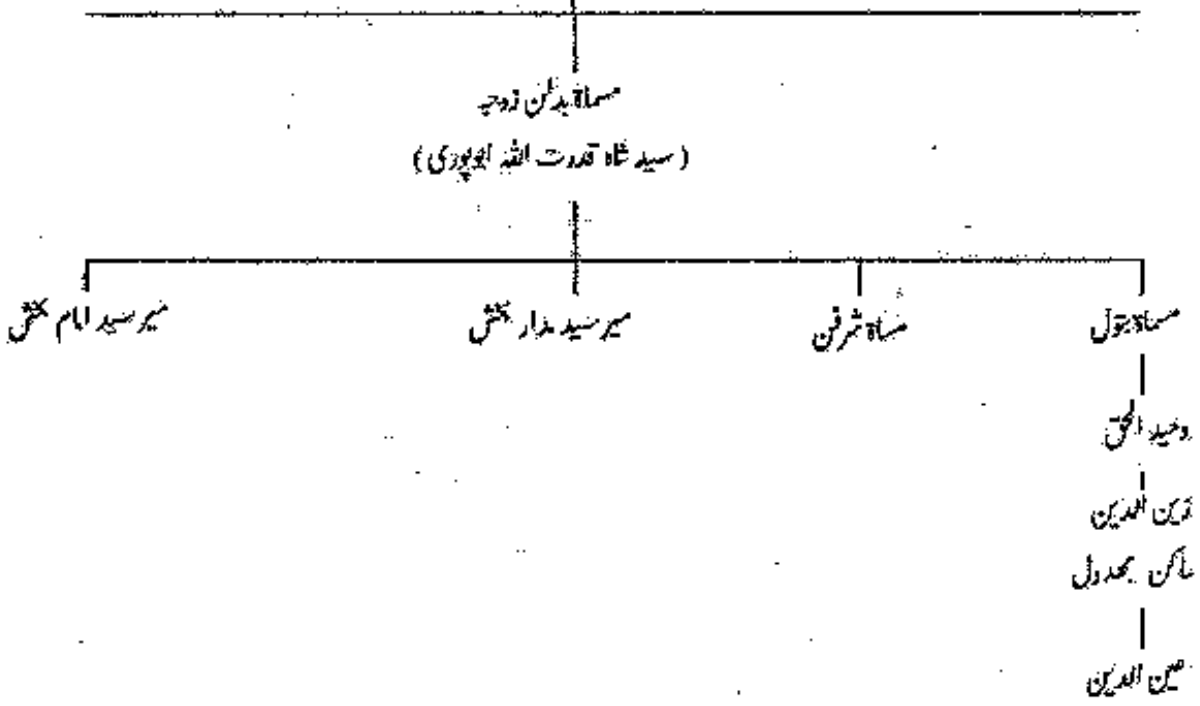 مسماۃ بدلن زوجہ
(سید شاہ قدرت اللہ ابوپوری)
مسماۃ بتول
مسماۃ شرفن
میر سید مدار بخش
میر سید امام بخش
وحید الحق
زین الدین
ساکن بھدول
معین الدین